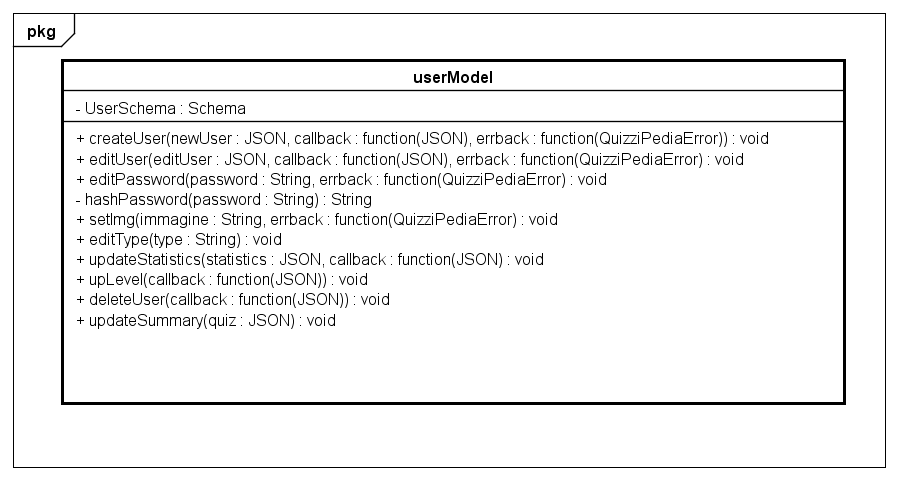 pkg
userModel
- UserSchema : Schema
+ createUser(newUser : JSON, callback : function(JSON), errback : function(QuizziPediaError)) : void
+ editUser(editUser : JSON, callback : function(JSON), errback : function(QuizziPediaError) : void
+ editPassword(password : String, errback : function(QuizziPediaError) : void
- hashPassword(password : String) : String
+ setImg(immagine : String, errback : function(QuizziPediaError) : void
+ editType(type : String) : void
+ updateStatistics(statistics : JSON, callback : function(JSON) : void
+ upLevel(callback : function(JSON)) : void
+ deleteUser(callback : function(JSON)) : void
+ updateSummary(quiz : JSON) : void